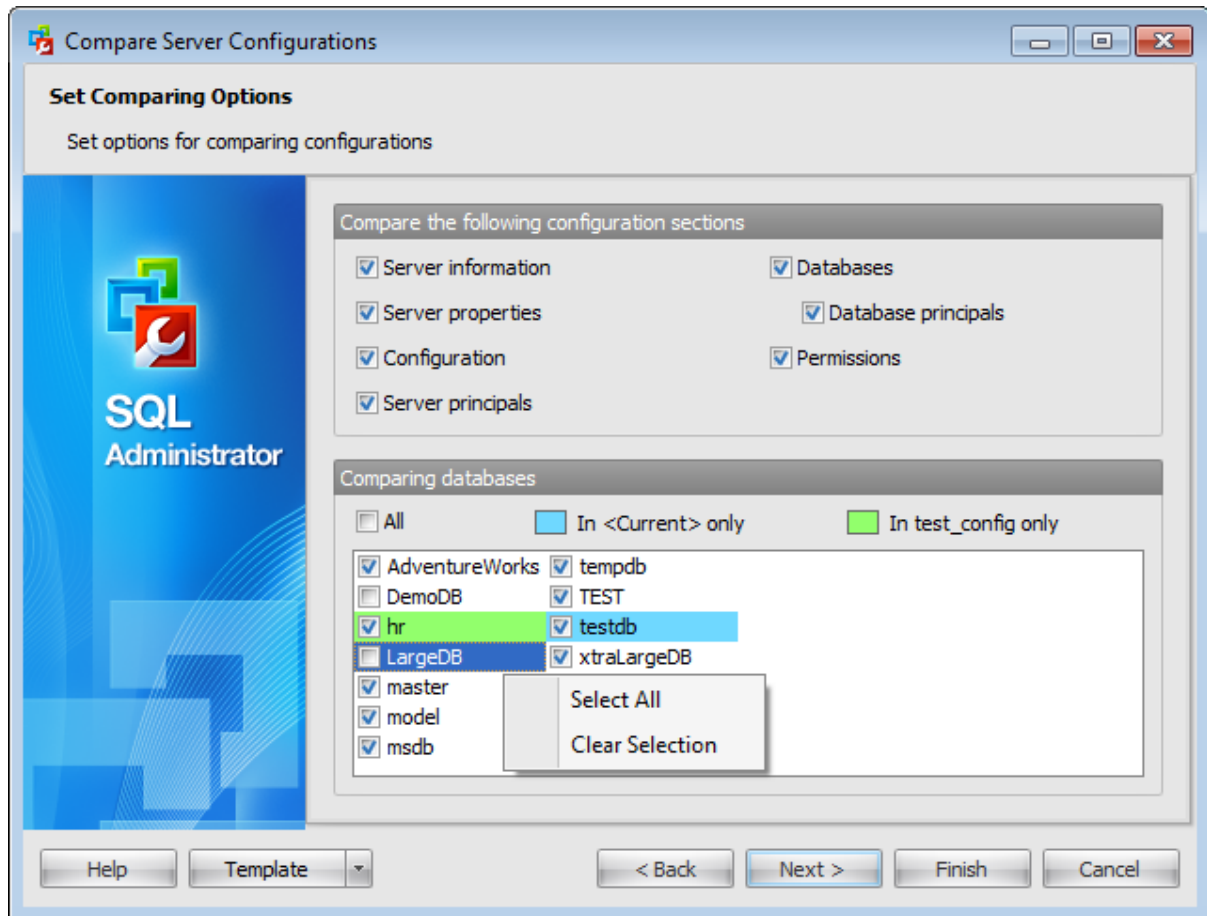 Compare Server Configurations
Set Comparing Options
Set options for comparing configurations
SQL
Administrator
Compare the following configuration sections
Server information
Databases
Server properties
Database principals
Configuration
Permissions
Server principals
Comparing databases
All
In <Current> only
In test_config only
AdventureWorks
tempdb
DemoDB
TEST
hr
testdb
LargeDB
xtraLargeDB
master
model
msdb
Select All
Clear Selection
Help
Template
< Back
Next >
Finish
Cancel